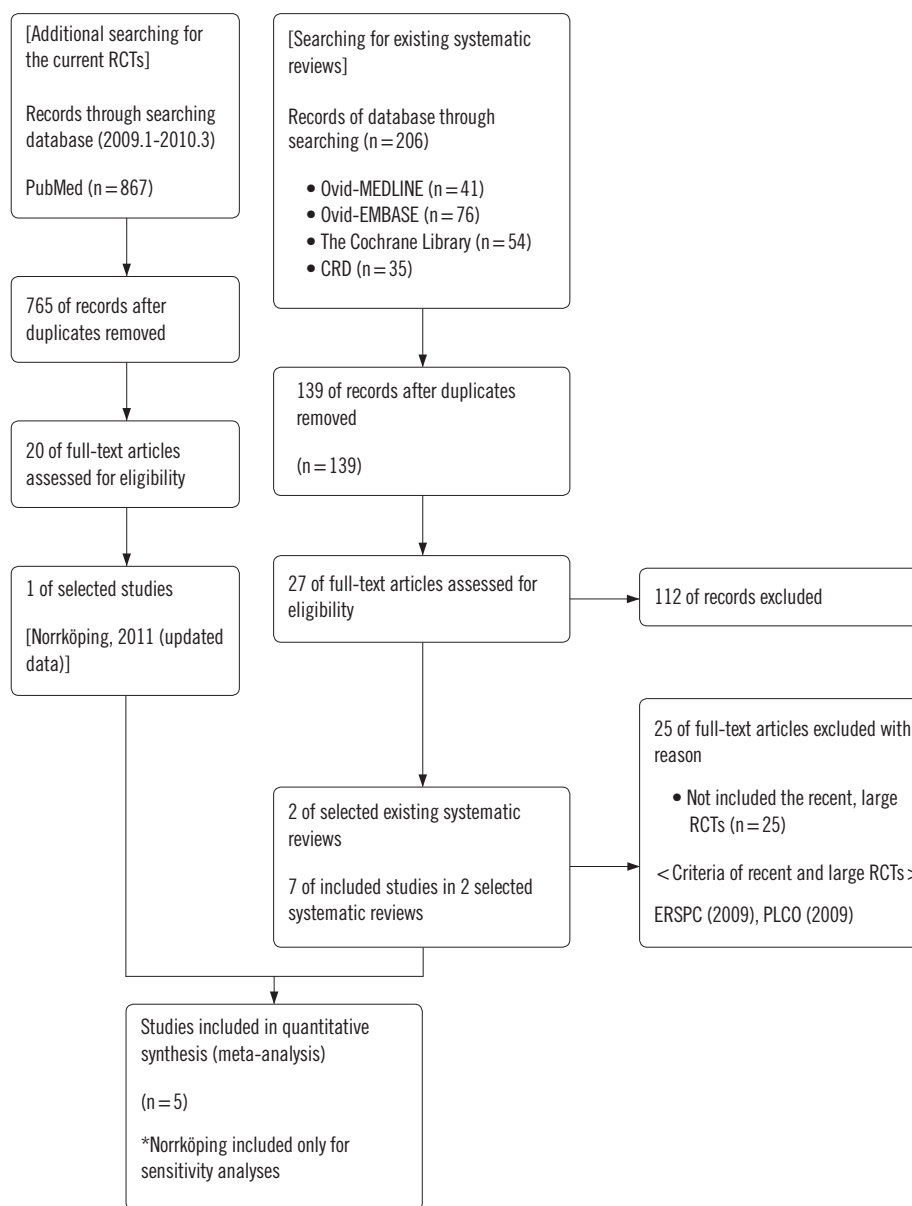 [Additional searching for
the current RCTs]
Records through searching
database (2009.1-2010.3)
PubMed (n=867)
765 of records after
duplicates removed
20 of full-text articles
assessed for eligibility
1 of selected studies
[Norrköping, 2011 (updated
data)]
[Searching for existing systematic
reviews]
Records of database through
searching (n=206)
• Ovid-MEDLINE (n=41)
• Ovid-EMBASE (n=76)
• The Cochrane Library (n=54)
• CRD (n=35)
139 of records after duplicates
removed
(n=139)
27 of full-text articles assessed for
eligibility
112 of records excluded
2 of selected existing systematic
reviews
7 of included studies in 2 selected
systematic reviews
25 of full-text articles excluded with
reason
• Not included the recent, large
RCTs (n=25)
<Criteria of recent and large RCTs>
ERSPC (2009), PLCO (2009)
Studies included in quantitative
synthesis (meta-analysis)
(n=5)
*Norrköping included only for
sensitivity analyses